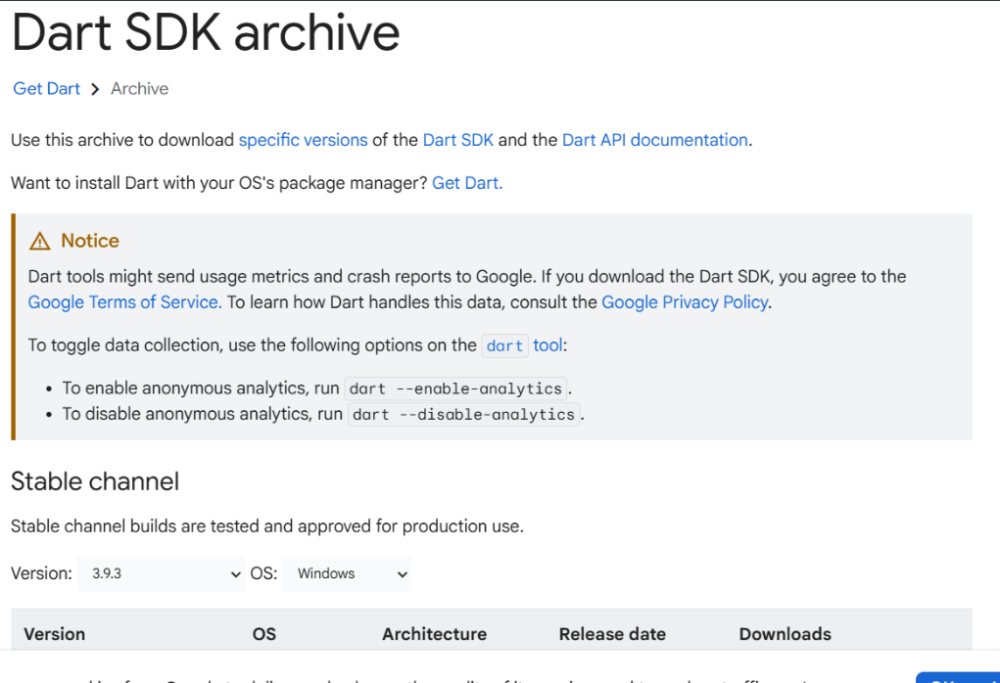 Dart SDK archive
Get Dart > Archive
Use this archive to download specific versions of the Dart SDK and the Dart API documentation.
Want to install Dart with your OS's package manager? Get Dart.
Notice
Dart tools might send usage metrics and crash reports to Google. If you download the Dart SDK, you agree to the
Google Terms of Service. To learn how Dart handles this data, consult the Google Privacy Policy.
To toggle data collection, use the following options on the dart tool:
• To enable anonymous analytics, run dart --enable-analytics.
• To disable anonymous analytics, run dart --disable-analytics.
Stable channel
Stable channel builds are tested and approved for production use.
Version: 3.9.3 OS: Windows
Version OS Architecture Release date Downloads